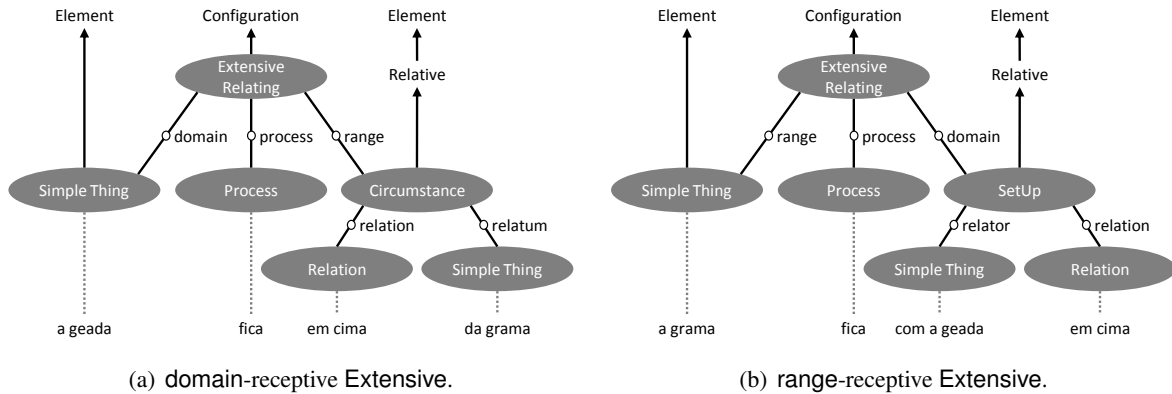 Element Configuration Element
Extensive Relating
Relative
domain process range
Simple Thing Process Circumstance
relation relatum
Relation Simple Thing
a geada fica em cima da grama
(a) domain-receptive Extensive.
Element Configuration Element
Extensive Relating
Relative
range process domain
Simple Thing Process SetUp
relator relation
Simple Thing Relation
a grama fica com a geada em cima
(b) range-receptive Extensive.